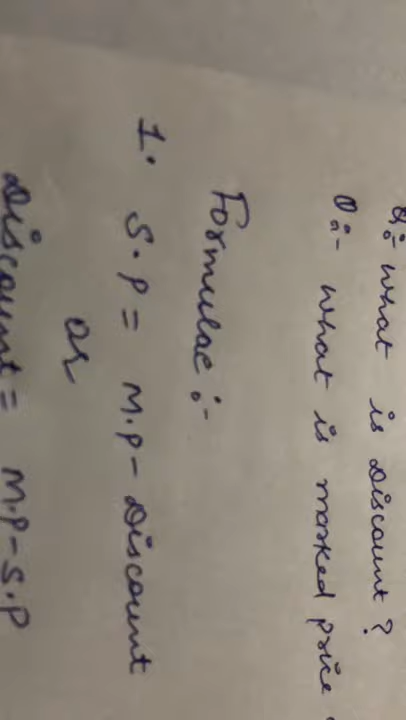 Q:- What is Discount?
Q:- What is marked price
Formulae :-
1. S.P = M.P - Discount
or
Discount = M.P - S.P